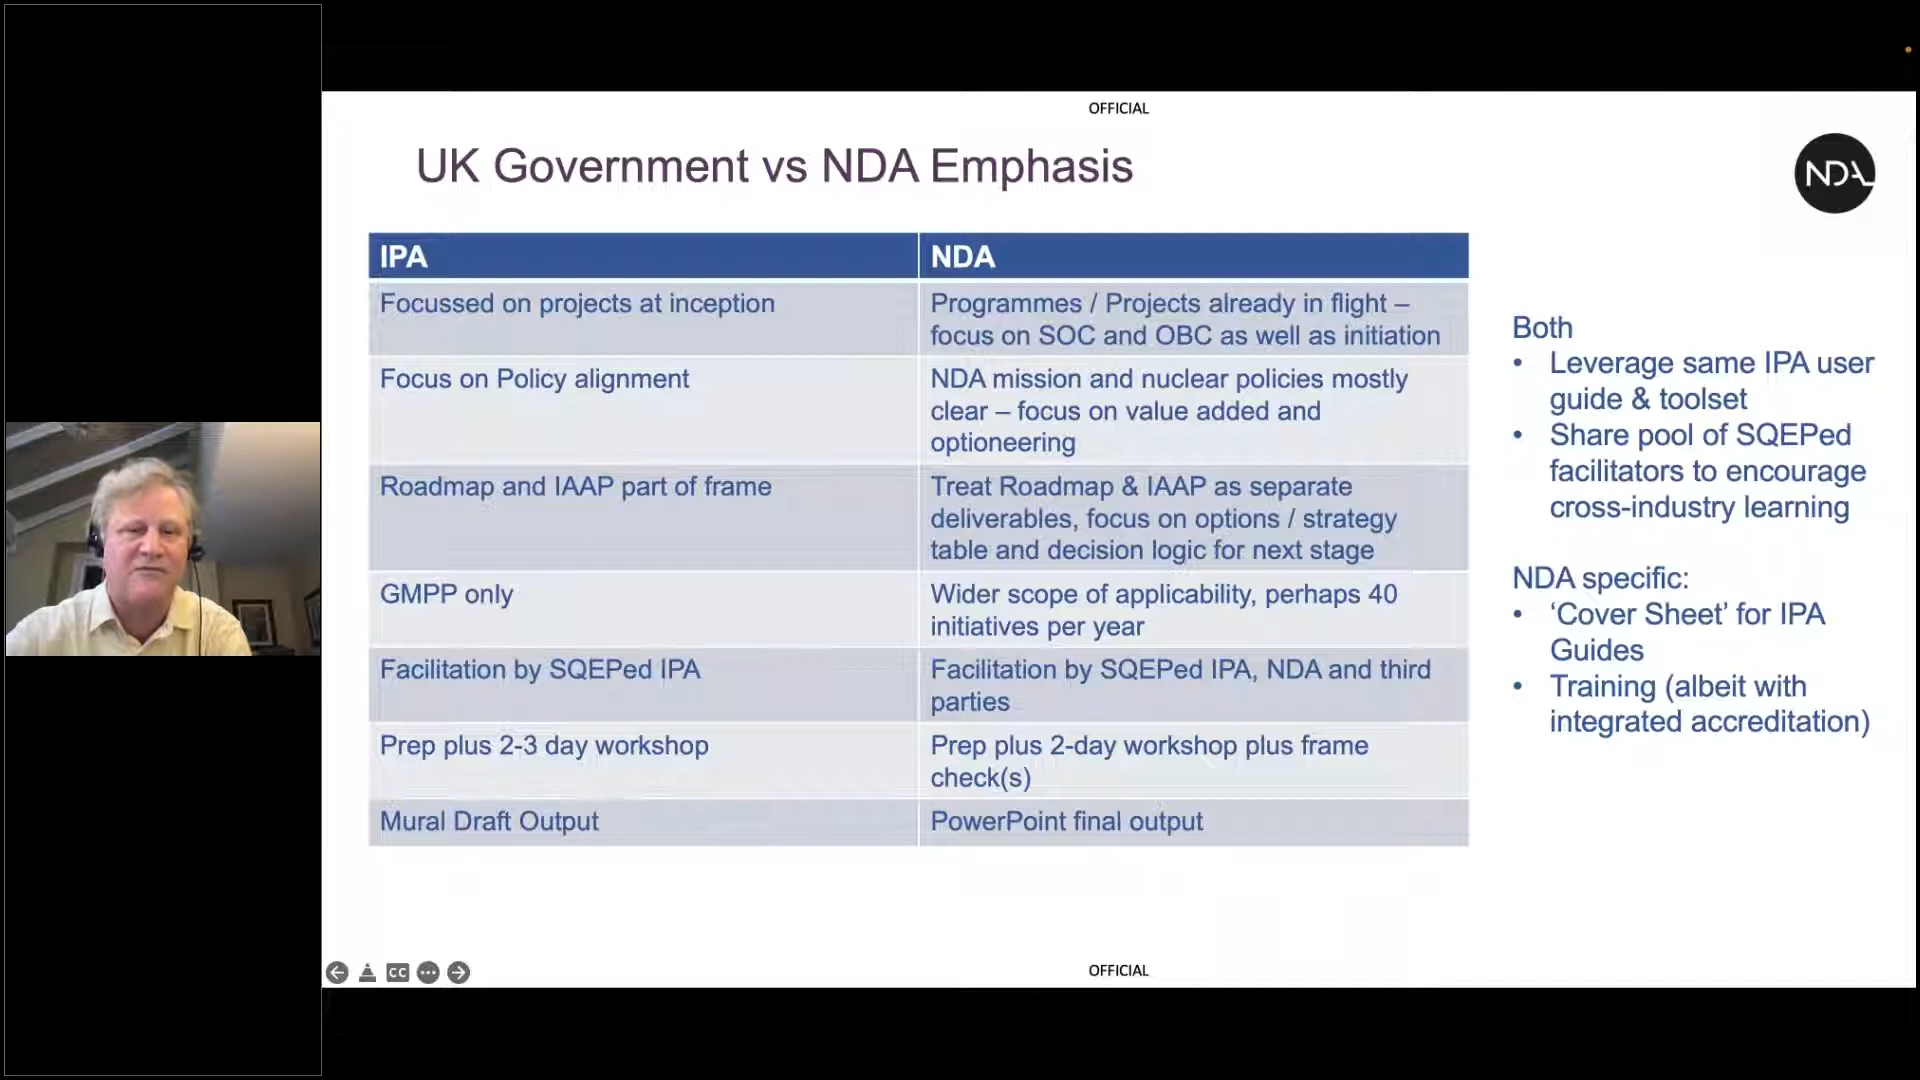 OFFICIAL
UK Government vs NDA Emphasis
NDA
IPA
NDA
Focussed on projects at inception
Programmes / Projects already in flight –
focus on SOC and OBC as well as initiation
Focus on Policy alignment
NDA mission and nuclear policies mostly
clear – focus on value added and
optioneering
Roadmap and IAAP part of frame
Treat Roadmap & IAAP as separate
deliverables, focus on options / strategy
table and decision logic for next stage
GMPP only
Wider scope of applicability, perhaps 40
initiatives per year
Facilitation by SQEPed IPA
Facilitation by SQEPed IPA, NDA and third
parties
Prep plus 2-3 day workshop
Prep plus 2-day workshop plus frame
check(s)
Mural Draft Output
PowerPoint final output
Both
• Leverage same IPA user
guide & toolset
• Share pool of SQEPed
facilitators to encourage
cross-industry learning
NDA specific:
• ‘Cover Sheet’ for IPA
Guides
• Training (albeit with
integrated accreditation)
CC
OFFICIAL